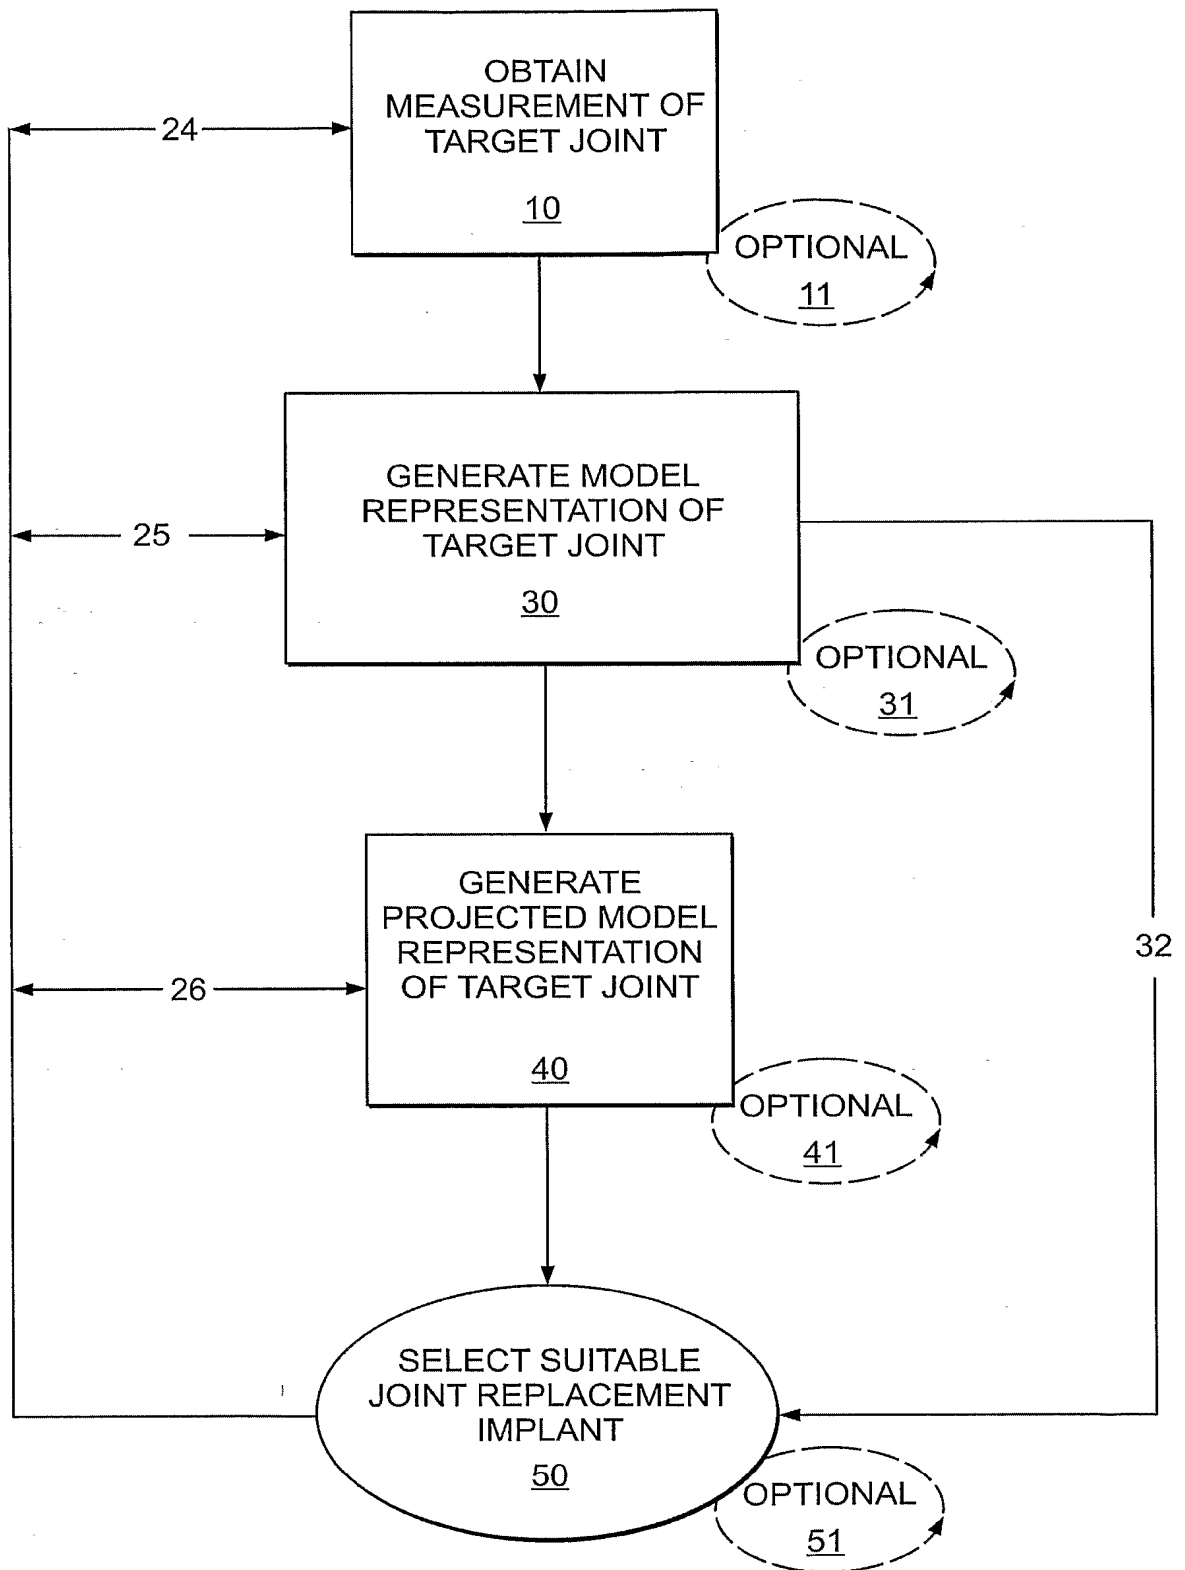 OBTAIN
MEASUREMENT OF
TARGET JOINT
10
24
OPTIONAL
11
GENERATE MODEL
REPRESENTATION OF
TARGET JOINT
30
25
OPTIONAL
31
GENERATE
PROJECTED MODEL
REPRESENTATION
OF TARGET JOINT
40
32
26
OPTIONAL
41
SELECT SUITABLE
JOINT REPLACEMENT
IMPLANT
50
OPTIONAL
51